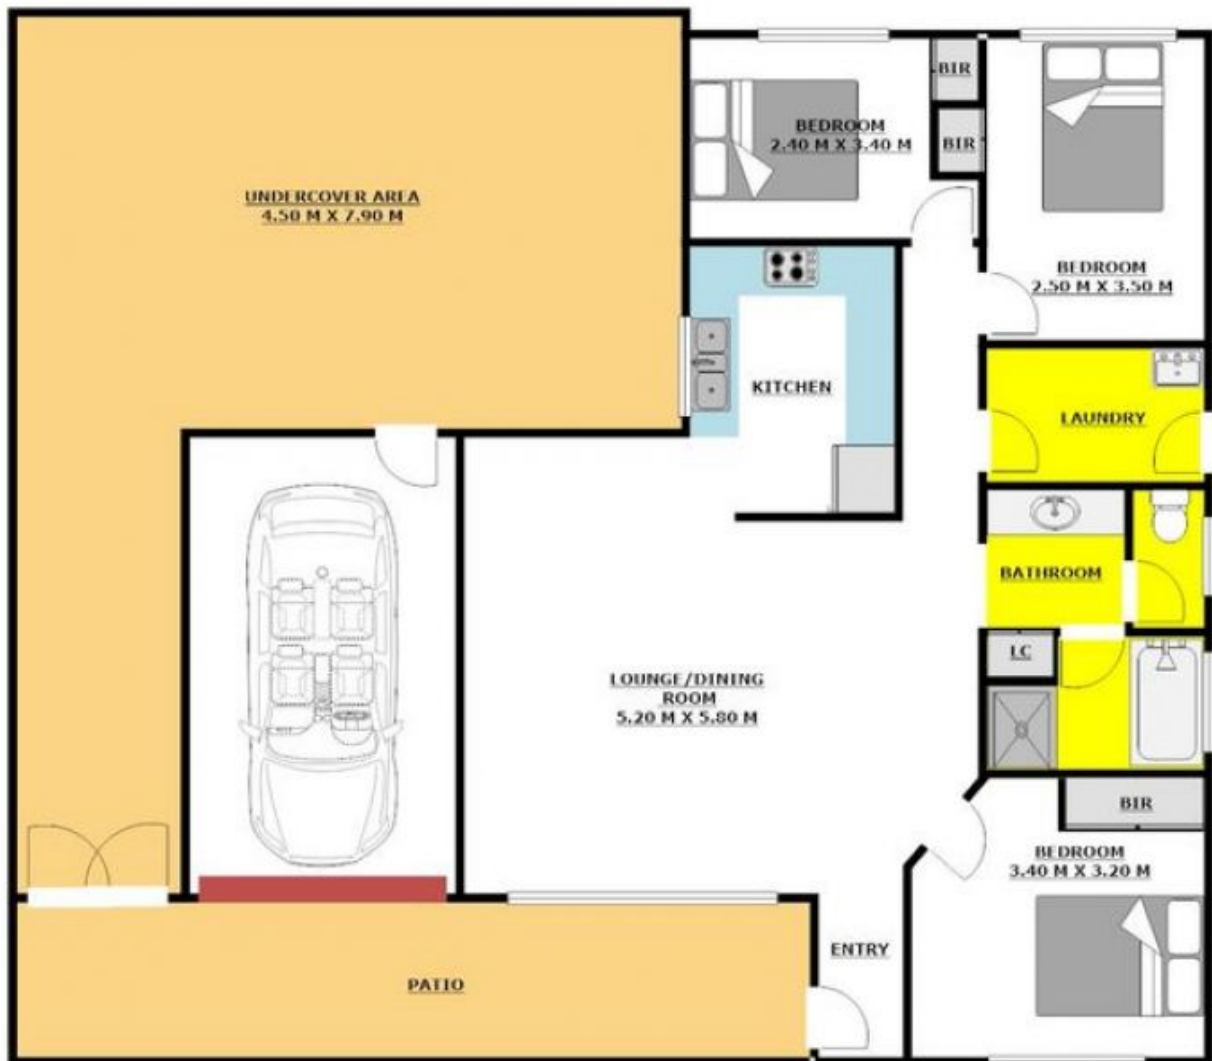 BIR
BEDROOM
2.40 M X 3.40 M
BIR
UNDERCOVER AREA
4.50 M X 7.90 M
BEDROOM
2.50 M X 3.50 M
KITCHEN
LAUNDRY
BATHROOM
LC
LOUNGE/DINING
ROOM
5.20 M X 5.80 M
BIR
BEDROOM
3.40 M X 3.20 M
ENTRY
PATIO